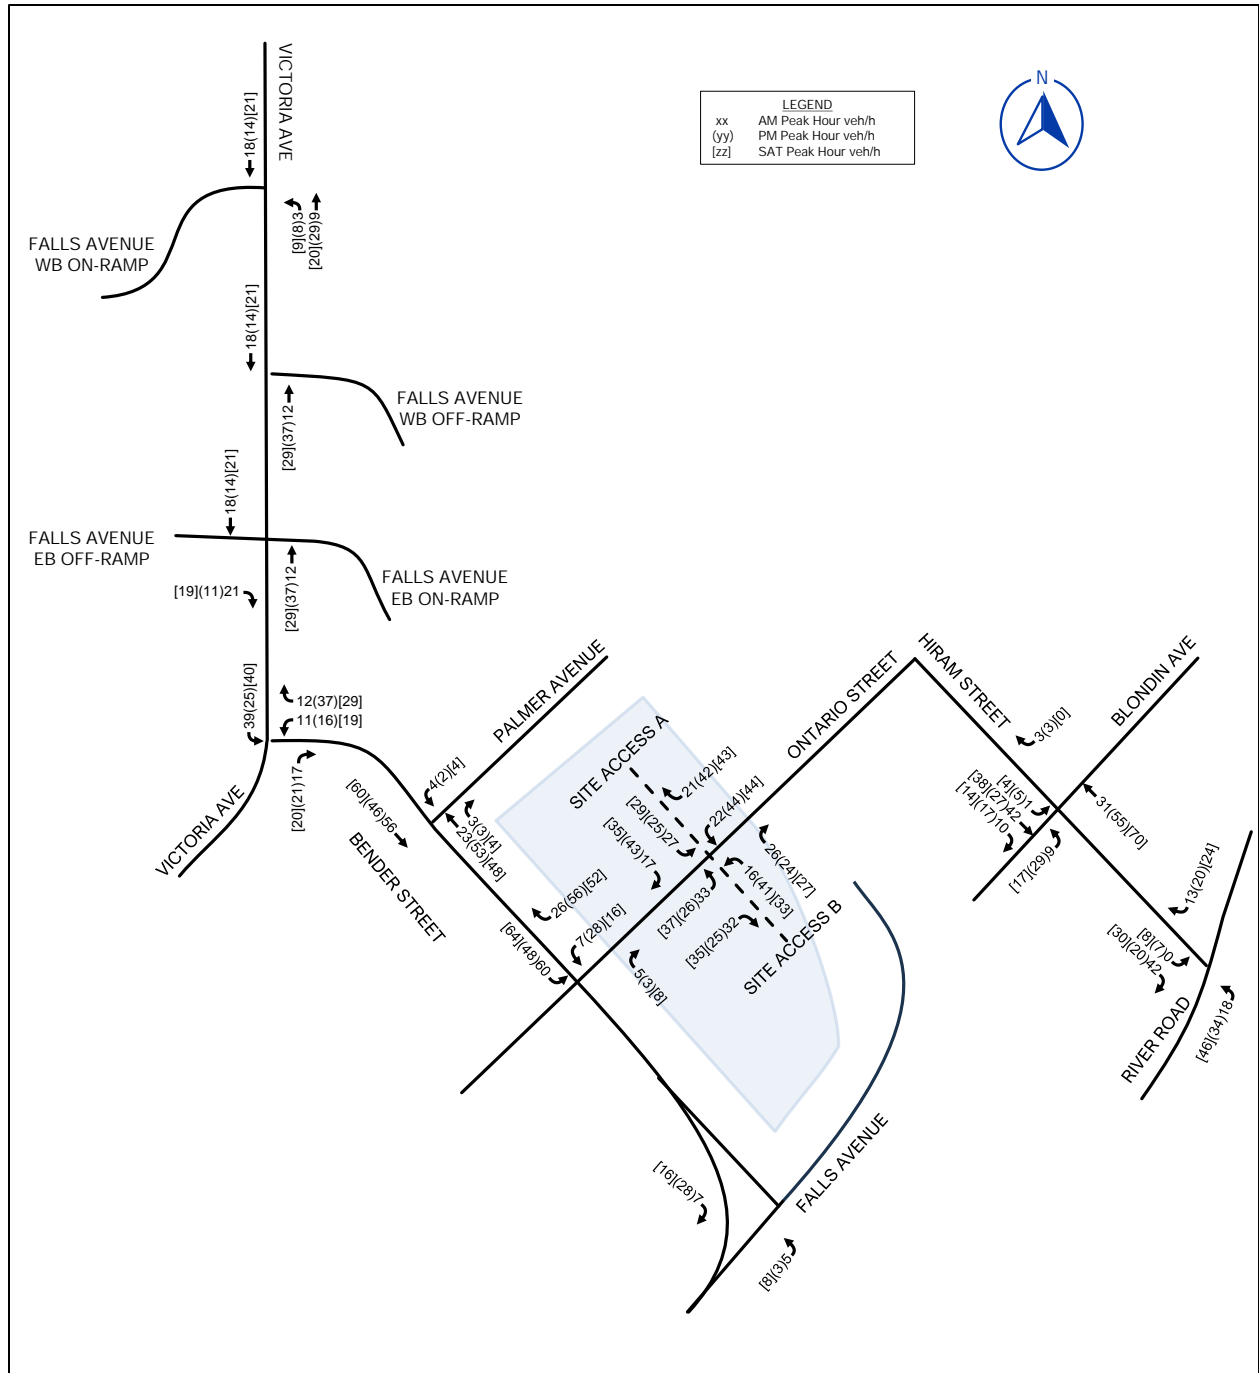 VICTORIA AVE
18(14)[21]
LEGEND
xx AM Peak Hour veh/h
(yy) PM Peak Hour veh/h
[zz] SAT Peak Hour veh/h
N
[9](8)3
[20](29)9
FALLS AVENUE
WB ON-RAMP
18(14)[21]
[29](37)12
FALLS AVENUE
WB OFF-RAMP
18(14)[21]
FALLS AVENUE
EB OFF-RAMP
[29](37)12
FALLS AVENUE
EB ON-RAMP
[19](11)21
39(25)[40]
12(37)[29]
11(16)[19]
[20](21)17
VICTORIA AVE
PALMER AVENUE
4(2)[4]
3(3)[4]
23(53)[48]
[60](46)56
BENDER STREET
SITE ACCESS A
21(42)[43]
[29](25)27
[35](43)17
22(44)[44]
26(24)[27]
16(41)[33]
[37](26)33
[35](25)32
SITE ACCESS B
ONTARIO STREET
HIRAM STREET
BLONDIN AVE
3(3)[0]
[4](5)1
[38](27)42
[14](17)10
31(55)[70]
[17](29)9
13(20)[24]
[8](7)0
[30](20)42
RIVER ROAD
[46](34)18
26(56)[52]
7(28)[16]
[64](48)60
5(3)[8]
[16](28)7
FALLS AVENUE
[8](3)5